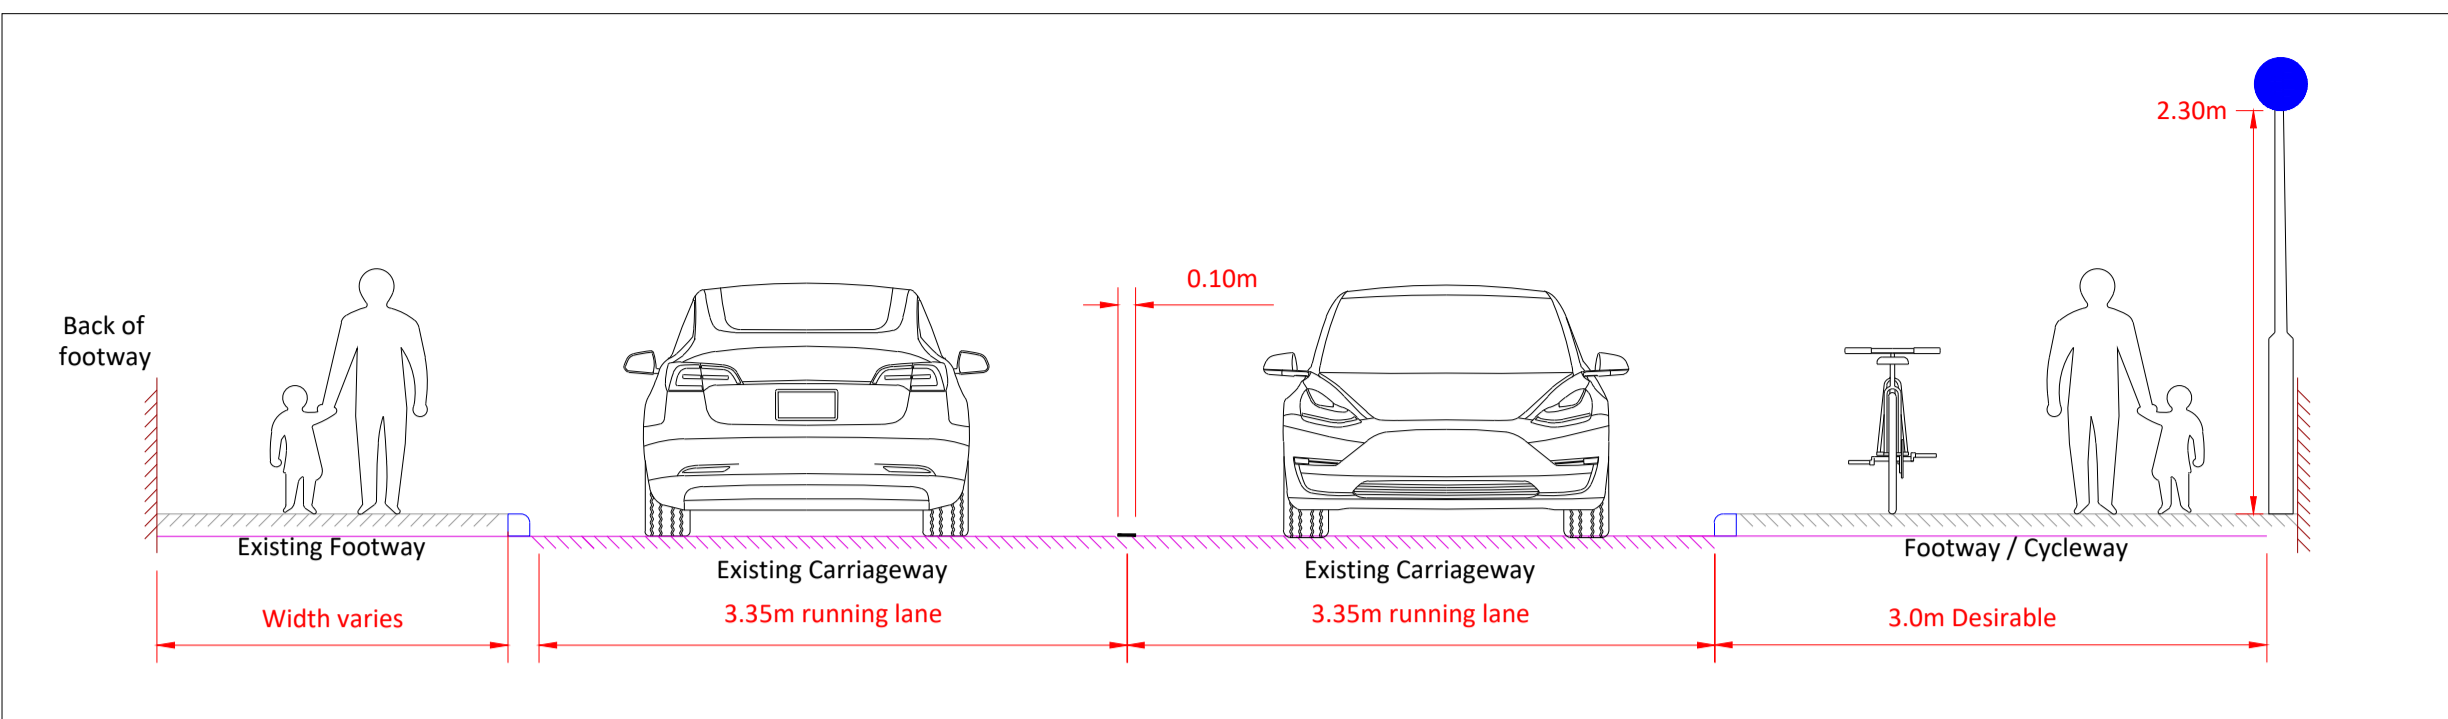 2.30m
0.10m
Back of
footway
Existing Footway
Footway / Cycleway
Existing Carriageway
Existing Carriageway
Width varies
3.35m running lane
3.35m running lane
3.0m Desirable